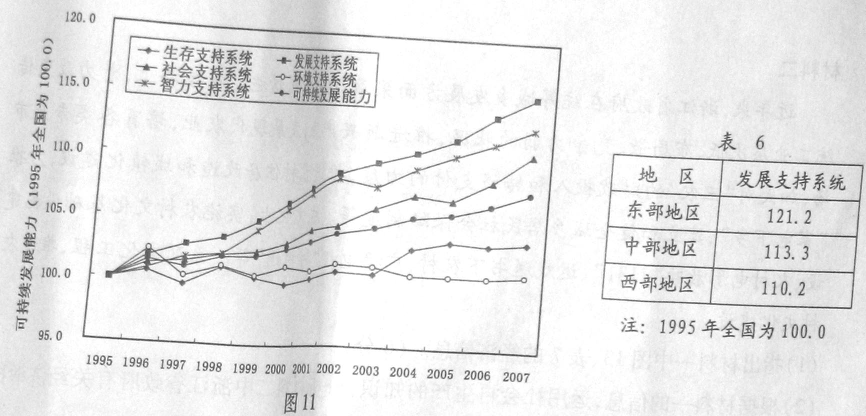 120.0
115.0
110.0
105.0
100.0
95.0
可持续发展能力(1995年全国为100.0)
生存支持系统
发展支持系统
社会支持系统
环境支持系统
智力支持系统
可持续发展能力
1995 1996 1997 1998 1999 2000 2001 2002 2003 2004 2005 2006 2007
图11
表 6
地 区 发展支持系统
东部地区 121.2
中部地区 113.3
西部地区 110.2
注: 1995年全国为100.0